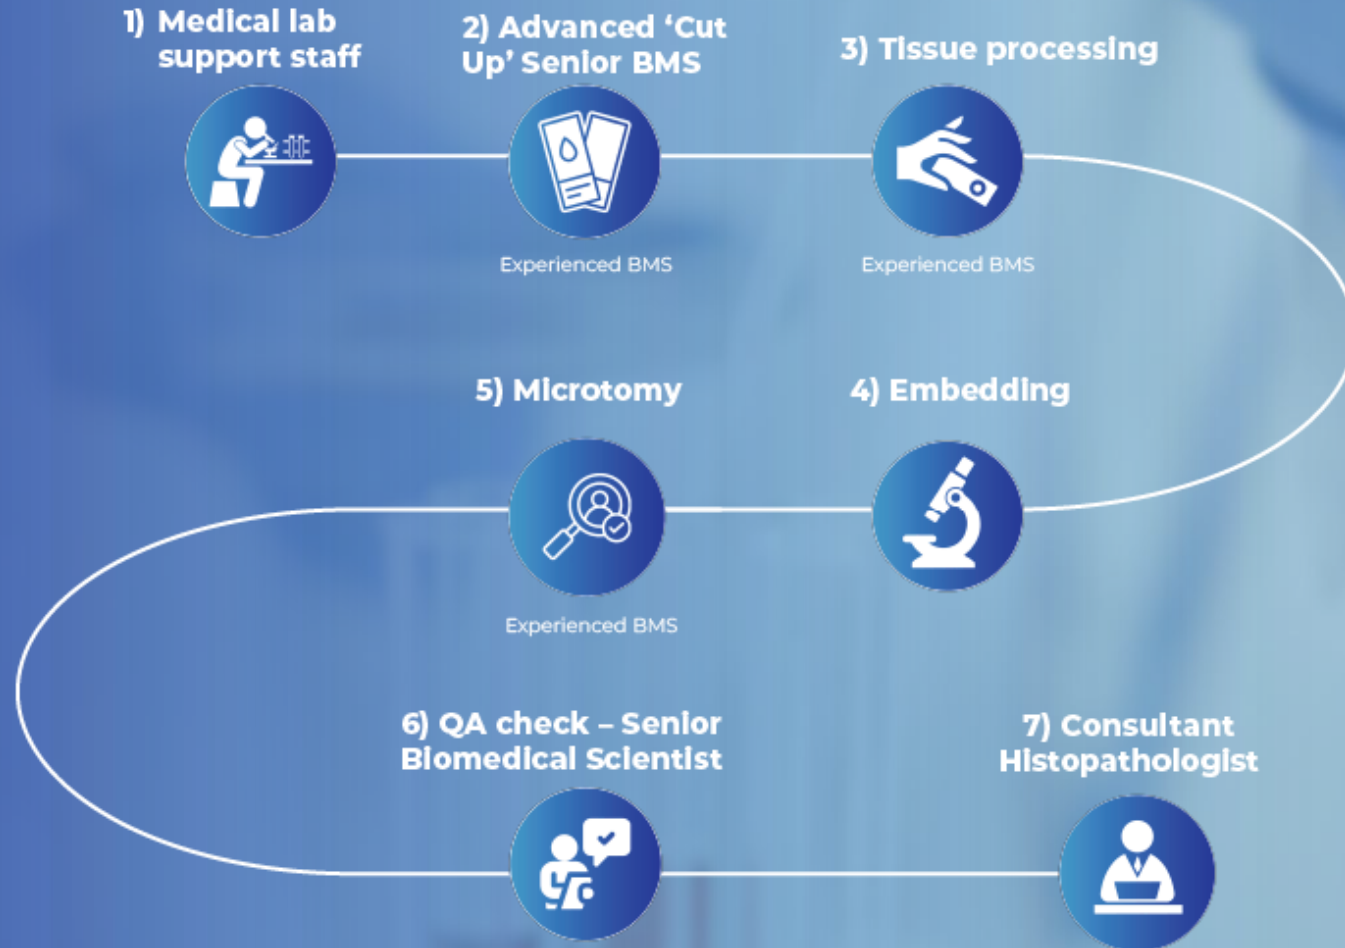 1) Medical lab
support staff
2) Advanced ‘Cut
Up’ Senior BMS
3) Tissue processing
Experienced BMS
Experienced BMS
4) Embedding
5) Microtomy
Experienced BMS
6) QA check – Senior
Biomedical Scientist
7) Consultant
Histopathologist